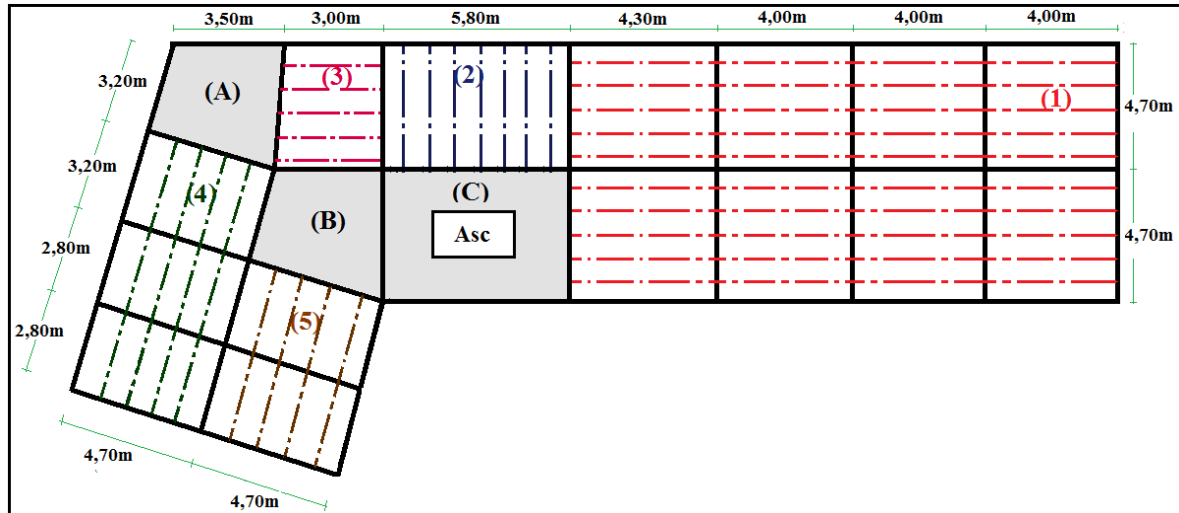 3,50m 3,00m 5,80m 4,30m 4,00m 4,00m 4,00m
3,20m
(A)
(3)
(2)
(1)
4,70m
3,20m
(4)
(B)
(C)
Asc
4,70m
2,80m
(5)
2,80m
4,70m
4,70m